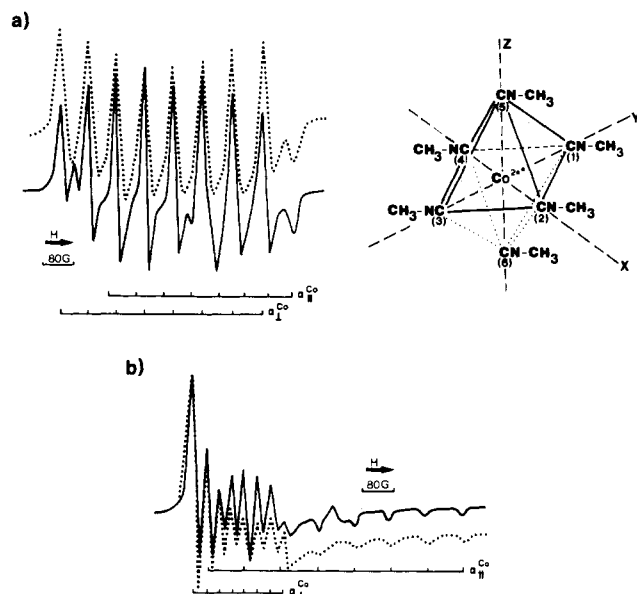 a)
Z
CN-CH₃
(5)
Y
CH₃-NC
(4)
CN-CH₃
(1)
Co²⁺
CH₃-NC
(3)
CN-CH₃
(2)
H
80G
CN-CH₃
(6)
X
a∥ᶜᵒ
a⊥ᶜᵒ
b)
H
80G
a∥ᶜᵒ
a⊥ᶜᵒ